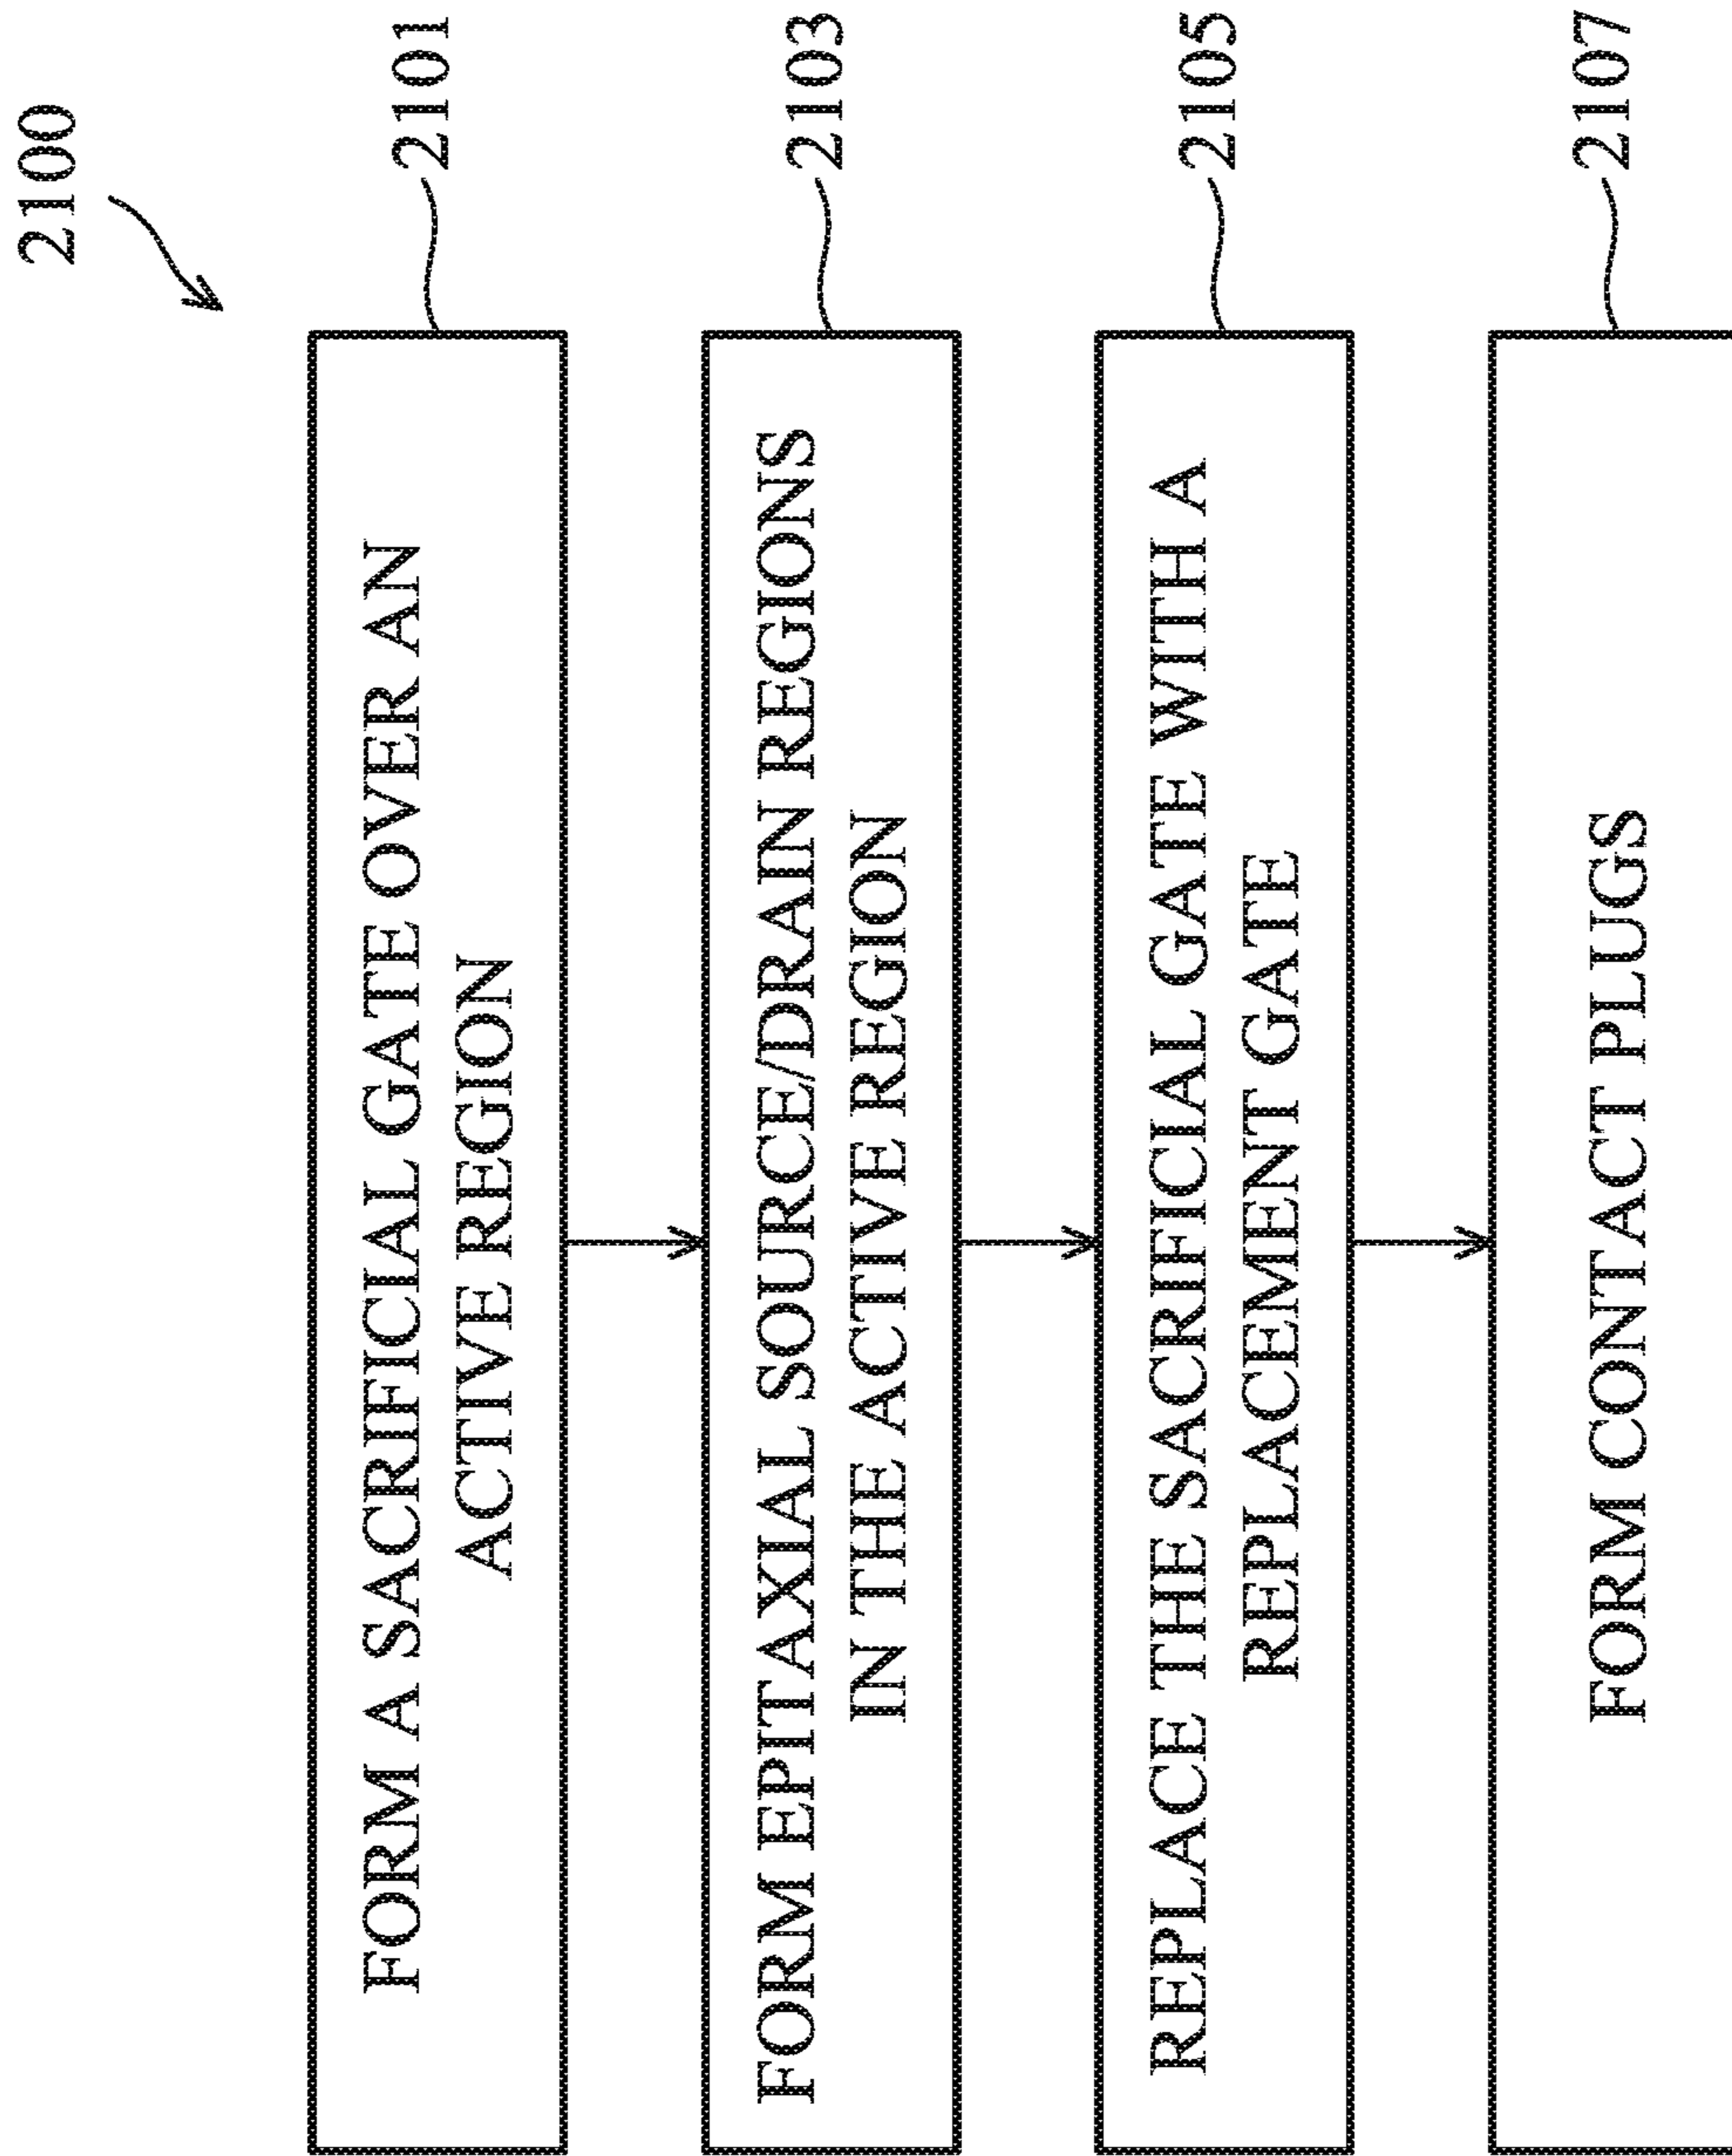 2100
FORM A SACRIFICIAL GATE OVER AN
ACTIVE REGION
2101
FORM EPITAXIAL SOURCE/DRAIN REGIONS
IN THE ACTIVE REGION
2103
REPLACE THE SACRIFICIAL GATE WITH A
REPLACEMENT GATE
2105
FORM CONTACT PLUGS
2107